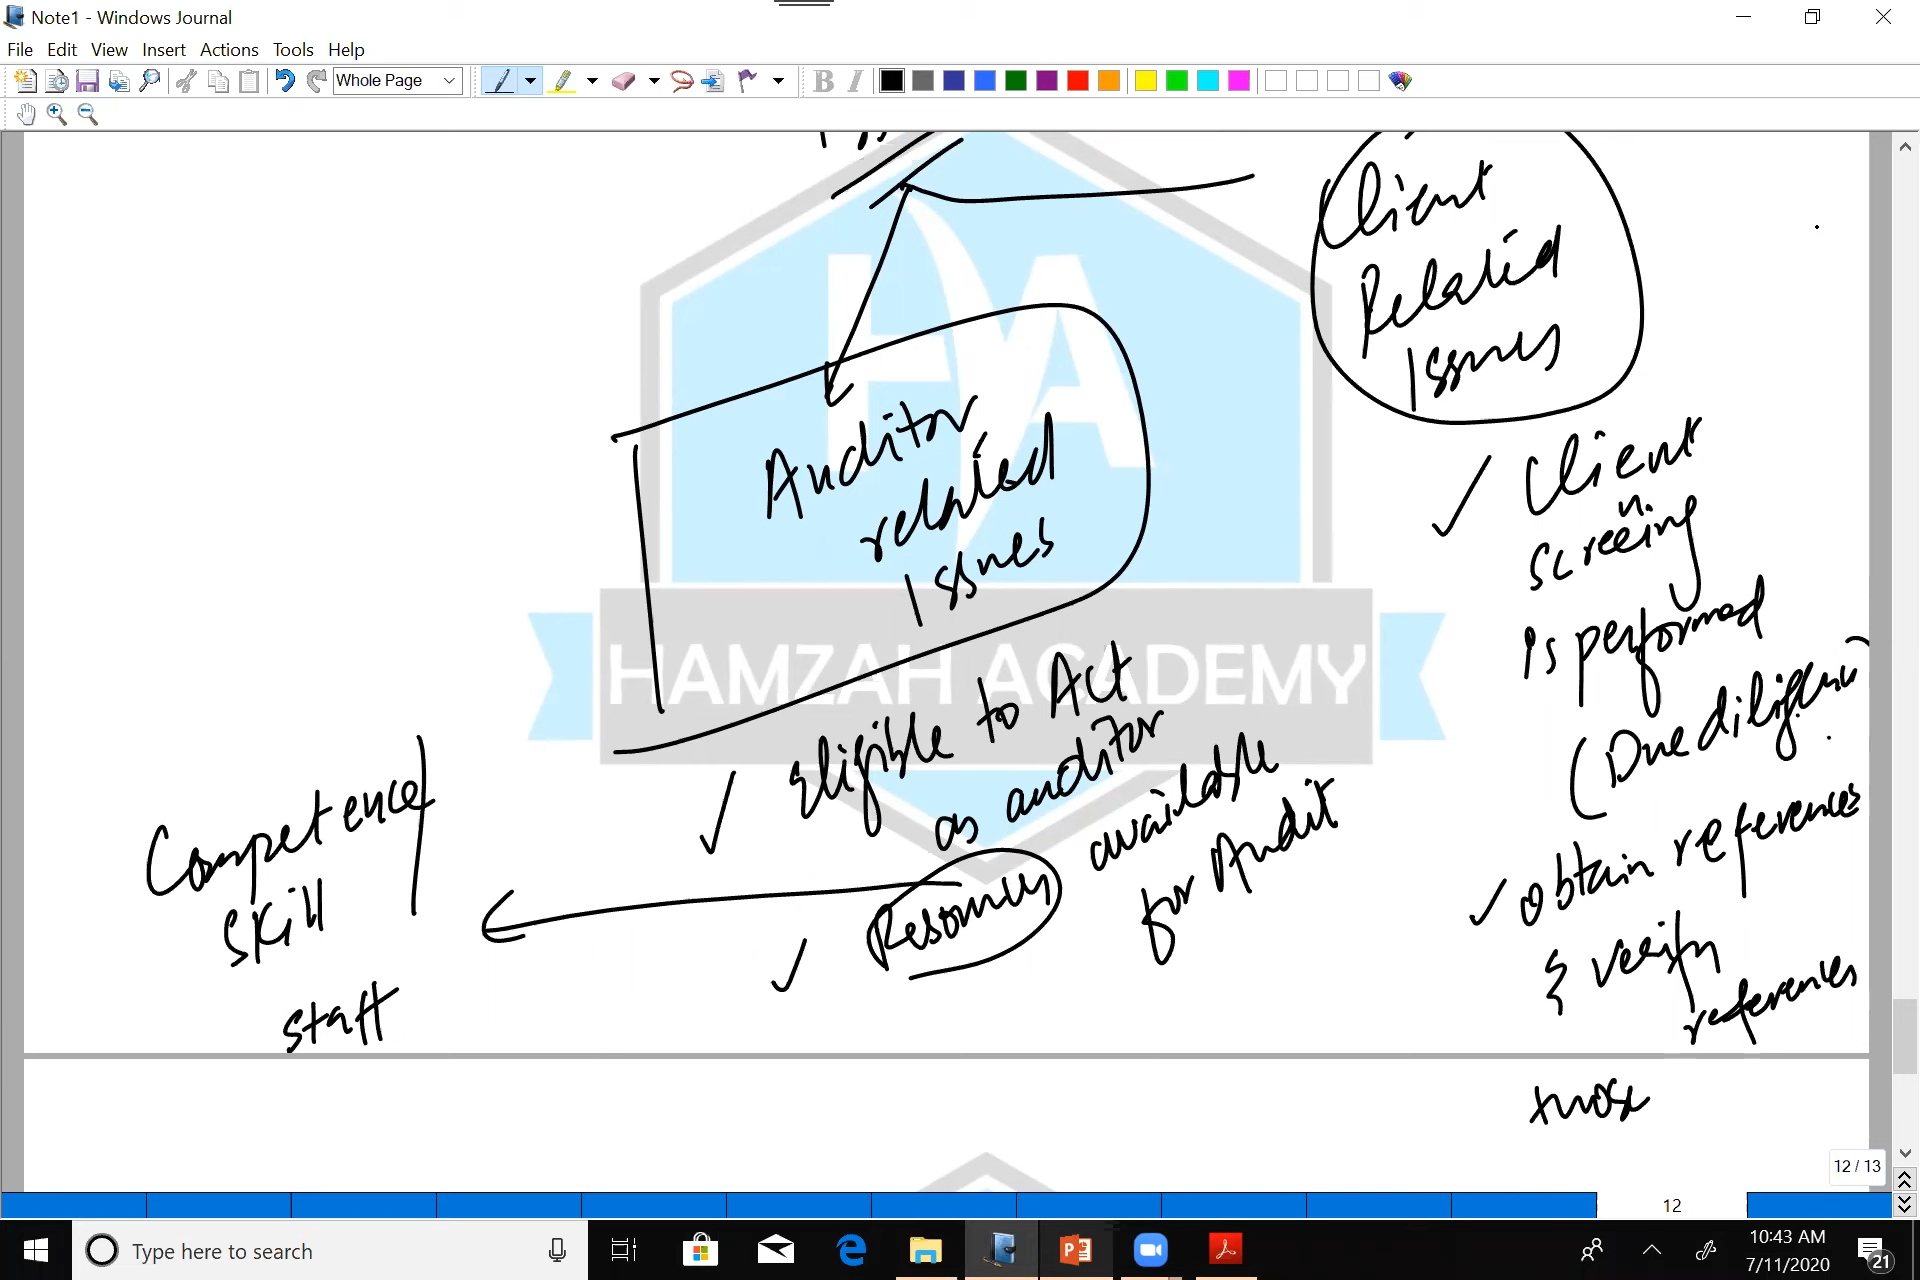 Note1 - Windows Journal
File Edit View Insert Actions Tools Help
Whole Page
B I
Client
Related
Issues
Auditor
related
Issues
HA
HAMZAH ACADEMY
✓ Client
n
screeing
is performed
(Due diligence
✓ obtain references
& verify
references
✓ Eligible to Act
as auditor
✓ Resources available
for Audit
Competence
skill
staff
12 / 13
12
Type here to search
10:43 AM
7/11/2020
21